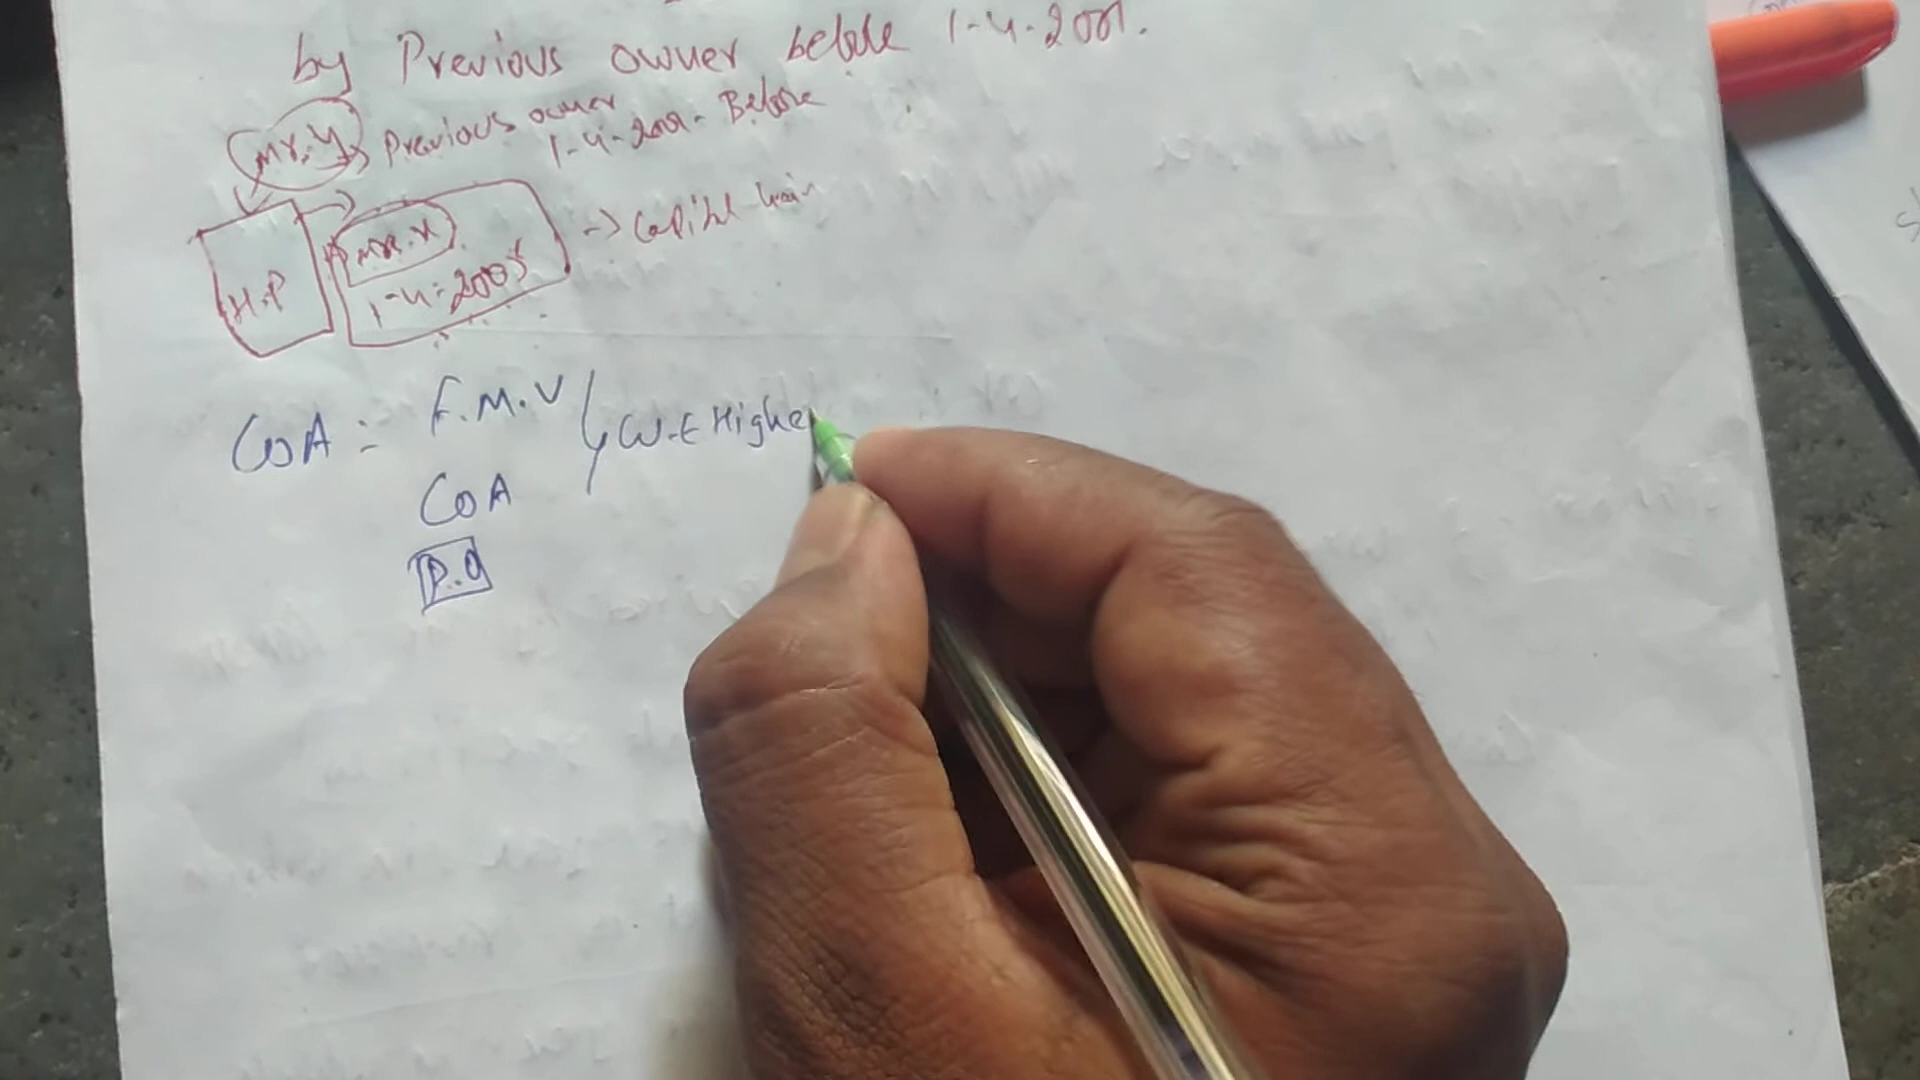 by Previous owner before 1-4-2001.
Mr.Y Previous owner
1-4-2001- Before
H.P Mr.X -> Capital Gain
1-4-2005
COA = F.M.V W.E Higher
COA
P.O